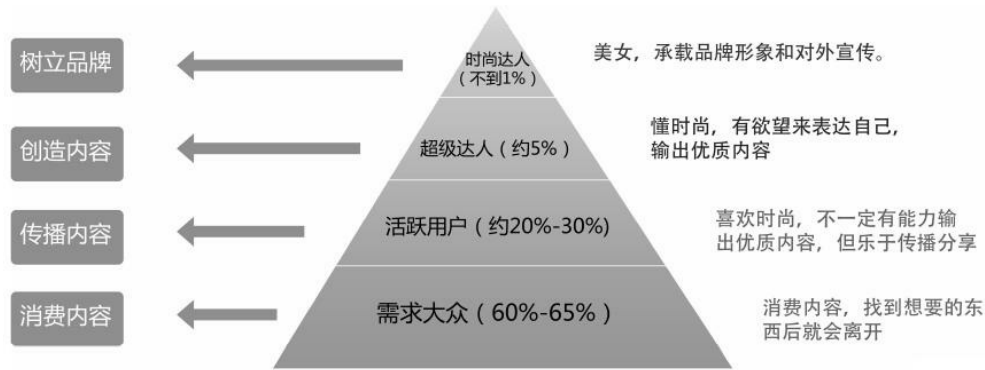 树立品牌
时尚达人
（不到1%）
美女，承载品牌形象和对外宣传。
创造内容
超级达人（约5%）
懂时尚，有欲望来表达自己，
输出优质内容
传播内容
活跃用户（约20%-30%)
喜欢时尚，不一定有能力输
出优质内容，但乐于传播分享
消费内容
需求大众（60%-65%）
消费内容，找到想要的东
西后就会离开